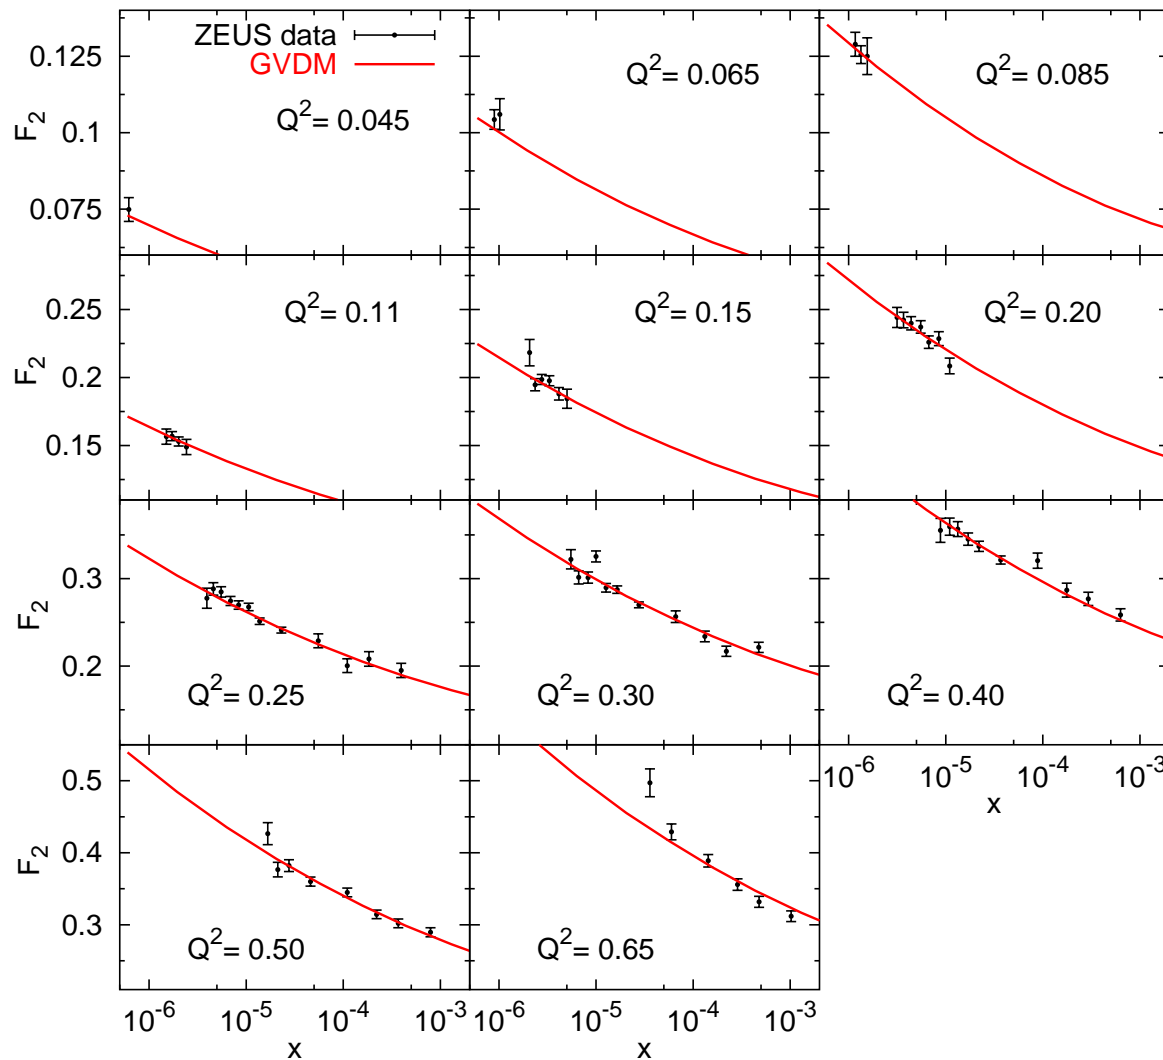 ZEUS data
GVDM
Q²= 0.045
Q²= 0.065
Q²= 0.085
0.125
0.1
0.075
F₂
Q²= 0.11
Q²= 0.15
Q²= 0.20
0.25
0.2
0.15
F₂
Q²= 0.25
Q²= 0.30
Q²= 0.40
0.3
0.2
F₂
10⁻⁶ 10⁻⁵ 10⁻⁴ 10⁻³
x
Q²= 0.50
Q²= 0.65
0.5
0.4
0.3
F₂
10⁻⁶ 10⁻⁵ 10⁻⁴ 10⁻³
x
10⁻⁶ 10⁻⁵ 10⁻⁴ 10⁻³
x